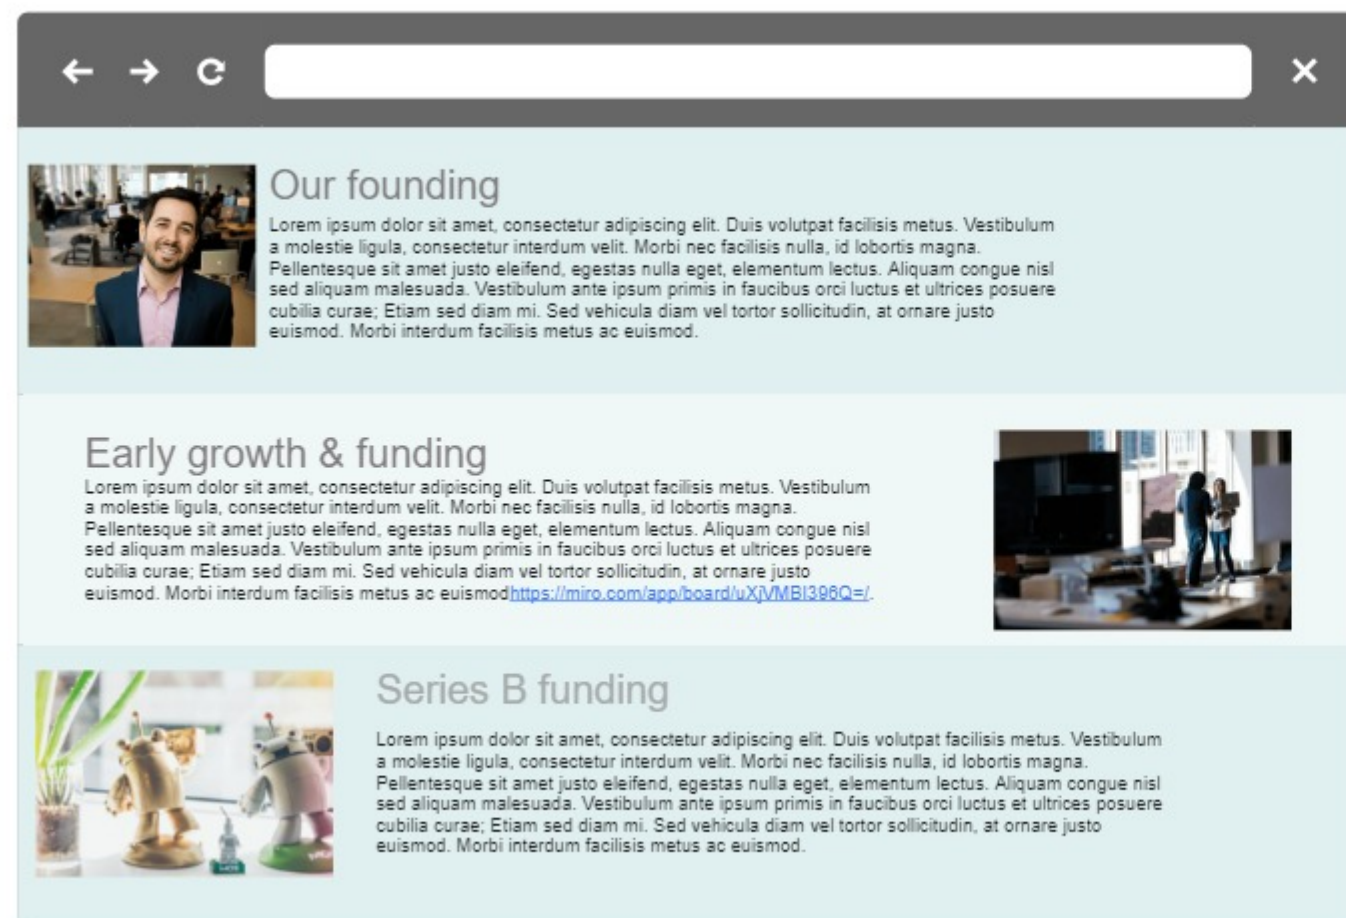 Our founding
Lorem ipsum dolor sit amet, consectetur adipiscing elit. Duis volutpat facilisis metus. Vestibulum
a molestie ligula, consectetur interdum velit. Morbi nec facilisis nulla, id lobortis magna.
Pellentesque sit amet justo eleifend, egestas nulla eget, elementum lectus. Aliquam congue nisl
sed aliquam malesuada. Vestibulum ante ipsum primis in faucibus orci luctus et ultrices posuere
cubilia curae; Etiam sed diam mi. Sed vehicula diam vel tortor sollicitudin, at ornare justo
euismod. Morbi interdum facilisis metus ac euismod.
Early growth & funding
Lorem ipsum dolor sit amet, consectetur adipiscing elit. Duis volutpat facilisis metus. Vestibulum
a molestie ligula, consectetur interdum velit. Morbi nec facilisis nulla, id lobortis magna.
Pellentesque sit amet justo eleifend, egestas nulla eget, elementum lectus. Aliquam congue nisl
sed aliquam malesuada. Vestibulum ante ipsum primis in faucibus orci luctus et ultrices posuere
cubilia curae; Etiam sed diam mi. Sed vehicula diam vel tortor sollicitudin, at ornare justo
euismod. Morbi interdum facilisis metus ac euismodhttps://miro.com/app/board/uXjVMBI396Q=/.
Series B funding
Lorem ipsum dolor sit amet, consectetur adipiscing elit. Duis volutpat facilisis metus. Vestibulum
a molestie ligula, consectetur interdum velit. Morbi nec facilisis nulla, id lobortis magna.
Pellentesque sit amet justo eleifend, egestas nulla eget, elementum lectus. Aliquam congue nisl
sed aliquam malesuada. Vestibulum ante ipsum primis in faucibus orci luctus et ultrices posuere
cubilia curae; Etiam sed diam mi. Sed vehicula diam vel tortor sollicitudin, at ornare justo
euismod. Morbi interdum facilisis metus ac euismod.